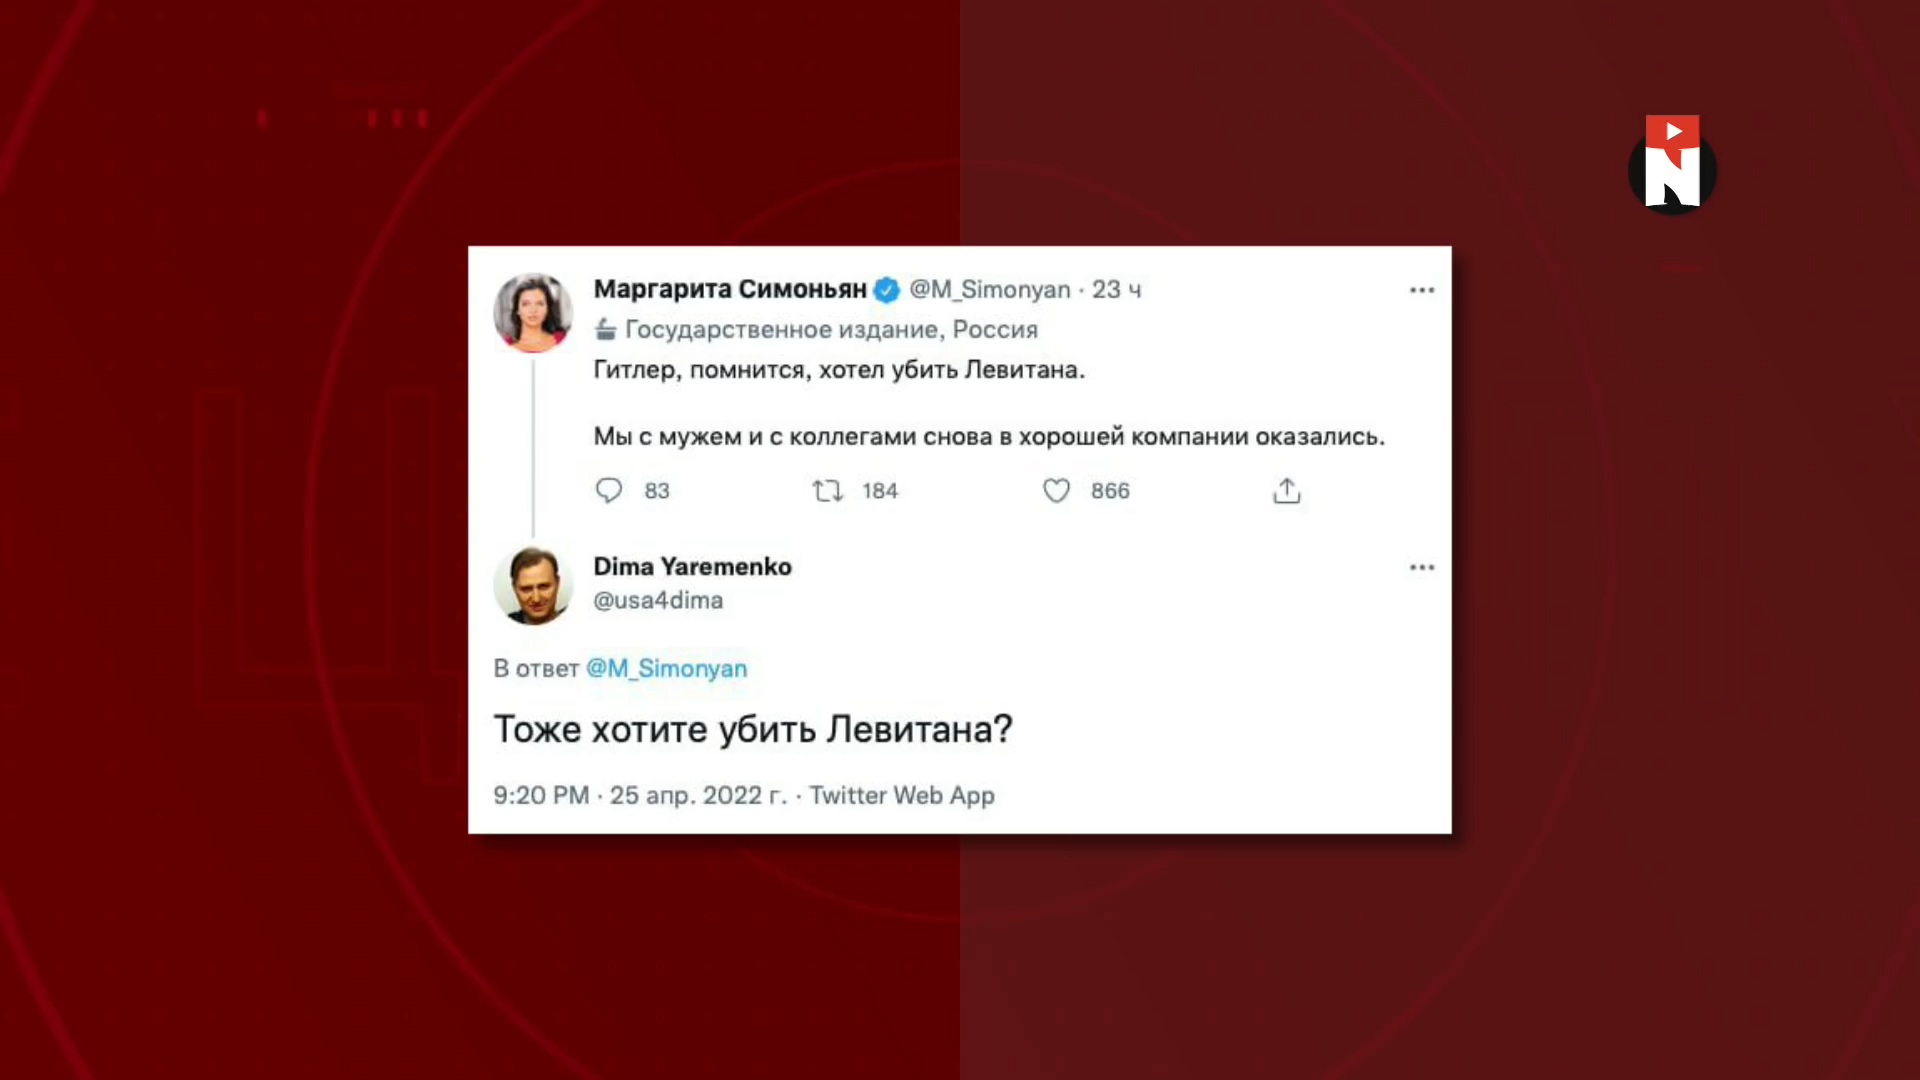 Маргарита Симоньян @M_Simonyan · 23 ч
Государственное издание, Россия
Гитлер, помнится, хотел убить Левитана.
Мы с мужем и с коллегами снова в хорошей компании оказались.
83 184 866
Dima Yaremenko
@usa4dima
В ответ @M_Simonyan
Тоже хотите убить Левитана?
9:20 PM · 25 апр. 2022 г. · Twitter Web App
N